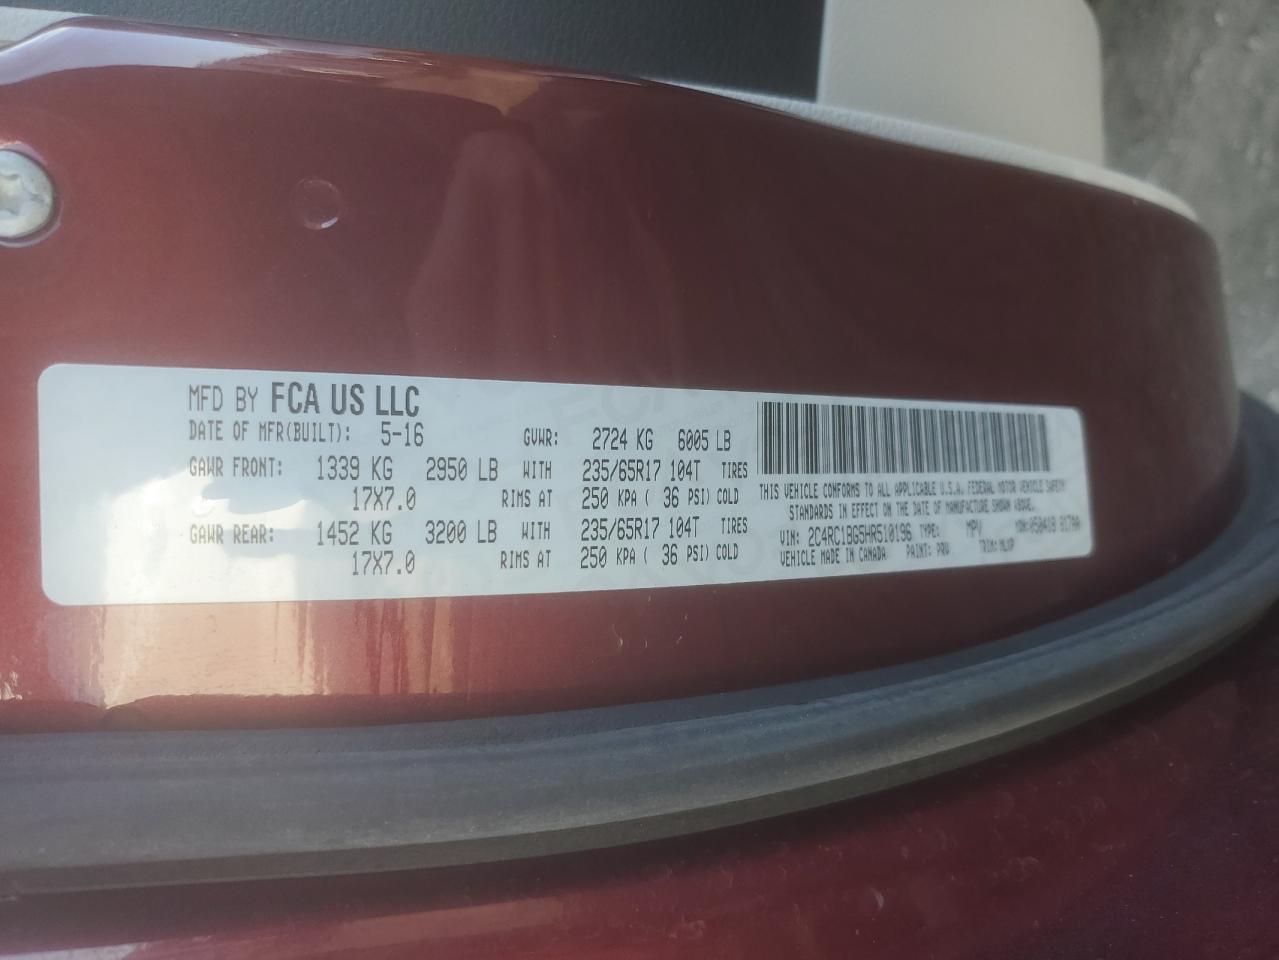 MFD BY FCA US LLC
DATE OF MFR(BUILT): 5-16 GVWR: 2724 KG 6005 LB
GAWR FRONT: 1339 KG 2950 LB WITH 235/65R17 104T TIRES
17X7.0 RIMS AT 250 KPA ( 36 PSI) COLD
GAWR REAR: 1452 KG 3200 LB WITH 235/65R17 104T TIRES
17X7.0 RIMS AT 250 KPA ( 36 PSI) COLD
THIS VEHICLE CONFORMS TO ALL APPLICABLE U.S.A. FEDERAL MOTOR VEHICLE SAFETY
STANDARDS IN EFFECT ON THE DATE OF MANUFACTURE SHOWN ABOVE.
VIN: 2C4RC1BG5HR510196 TYPE: MPV
VEHICLE MADE IN CANADA PAINT: PRV TRIM: